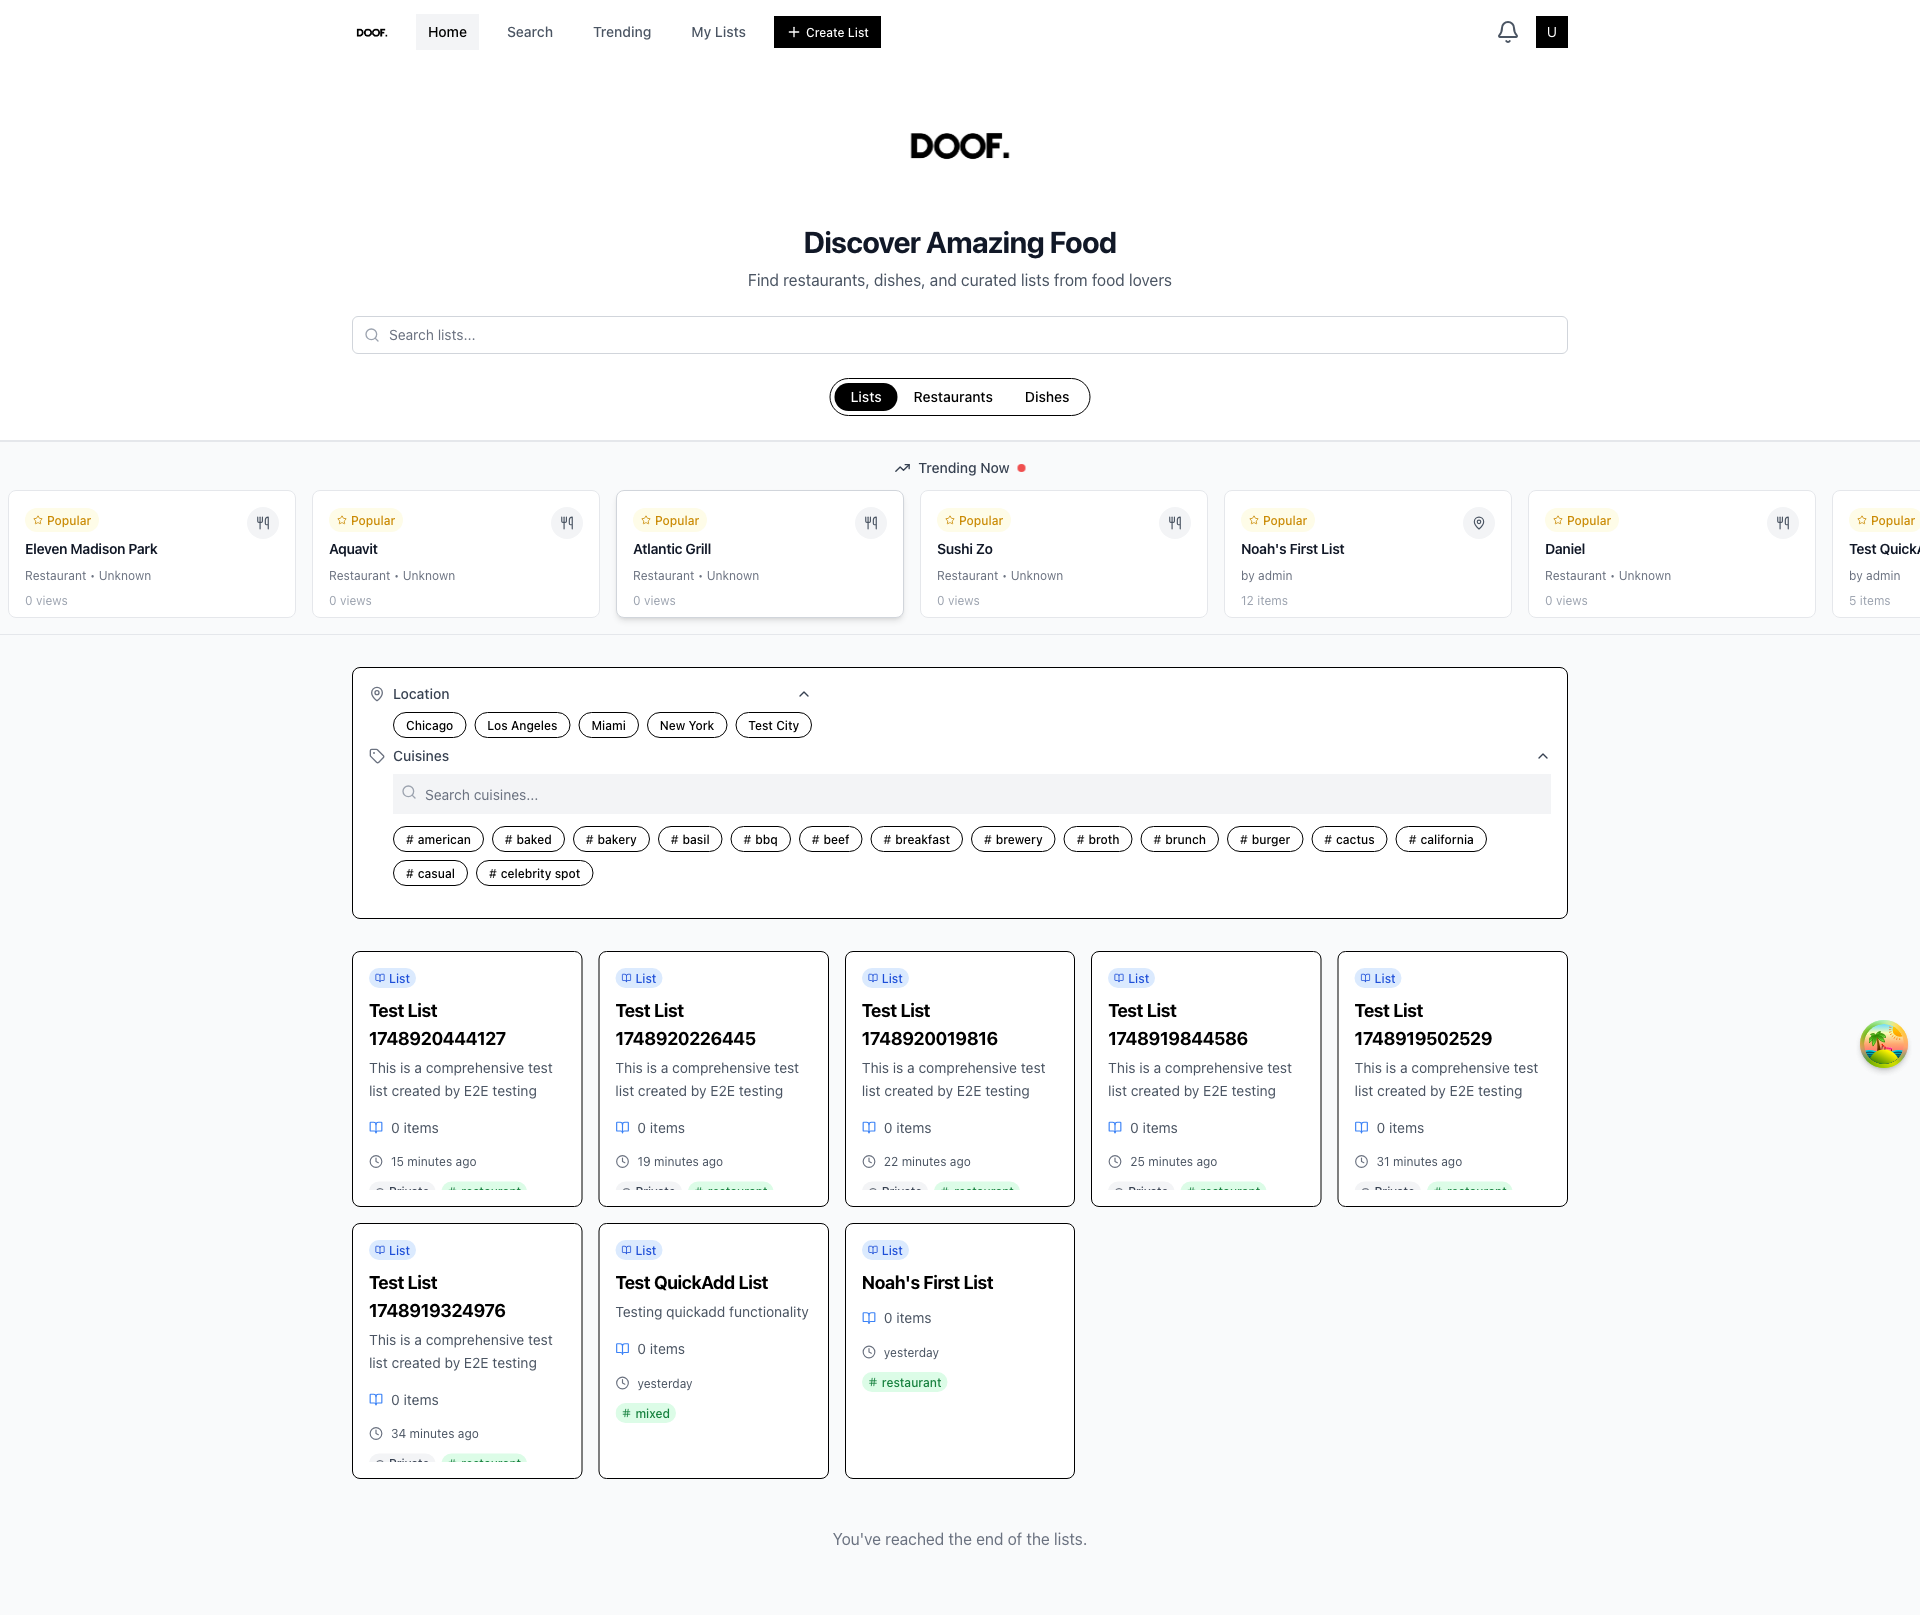 DOOF.
Home
Search
Trending
My Lists
Create List
U
DOOF.
Discover Amazing Food
Find restaurants, dishes, and curated lists from food lovers
Search lists...
Lists
Restaurants
Dishes
Trending Now
Popular
Eleven Madison Park
Restaurant • Unknown
0 views
Popular
Aquavit
Restaurant • Unknown
0 views
Popular
Atlantic Grill
Restaurant • Unknown
0 views
Popular
Sushi Zo
Restaurant • Unknown
0 views
Popular
Noah's First List
by admin
12 items
Popular
Daniel
Restaurant • Unknown
0 views
Popular
Test Quick
by admin
5 items
Location
Chicago
Los Angeles
Miami
New York
Test City
Cuisines
Search cuisines...
# american
# baked
# bakery
# basil
# bbq
# beef
# breakfast
# brewery
# broth
# brunch
# burger
# cactus
# california
# casual
# celebrity spot
List
Test List
1748920444127
This is a comprehensive test
list created by E2E testing
0 items
15 minutes ago
Private
# restaurant
List
Test List
1748920226445
This is a comprehensive test
list created by E2E testing
0 items
19 minutes ago
Private
# restaurant
List
Test List
1748920019816
This is a comprehensive test
list created by E2E testing
0 items
22 minutes ago
Private
# restaurant
List
Test List
1748919844586
This is a comprehensive test
list created by E2E testing
0 items
25 minutes ago
Private
# restaurant
List
Test List
1748919502529
This is a comprehensive test
list created by E2E testing
0 items
31 minutes ago
Private
# restaurant
List
Test List
1748919324976
This is a comprehensive test
list created by E2E testing
0 items
34 minutes ago
Private
# restaurant
List
Test QuickAdd List
Testing quickadd functionality
0 items
yesterday
# mixed
List
Noah's First List
0 items
yesterday
# restaurant
You've reached the end of the lists.